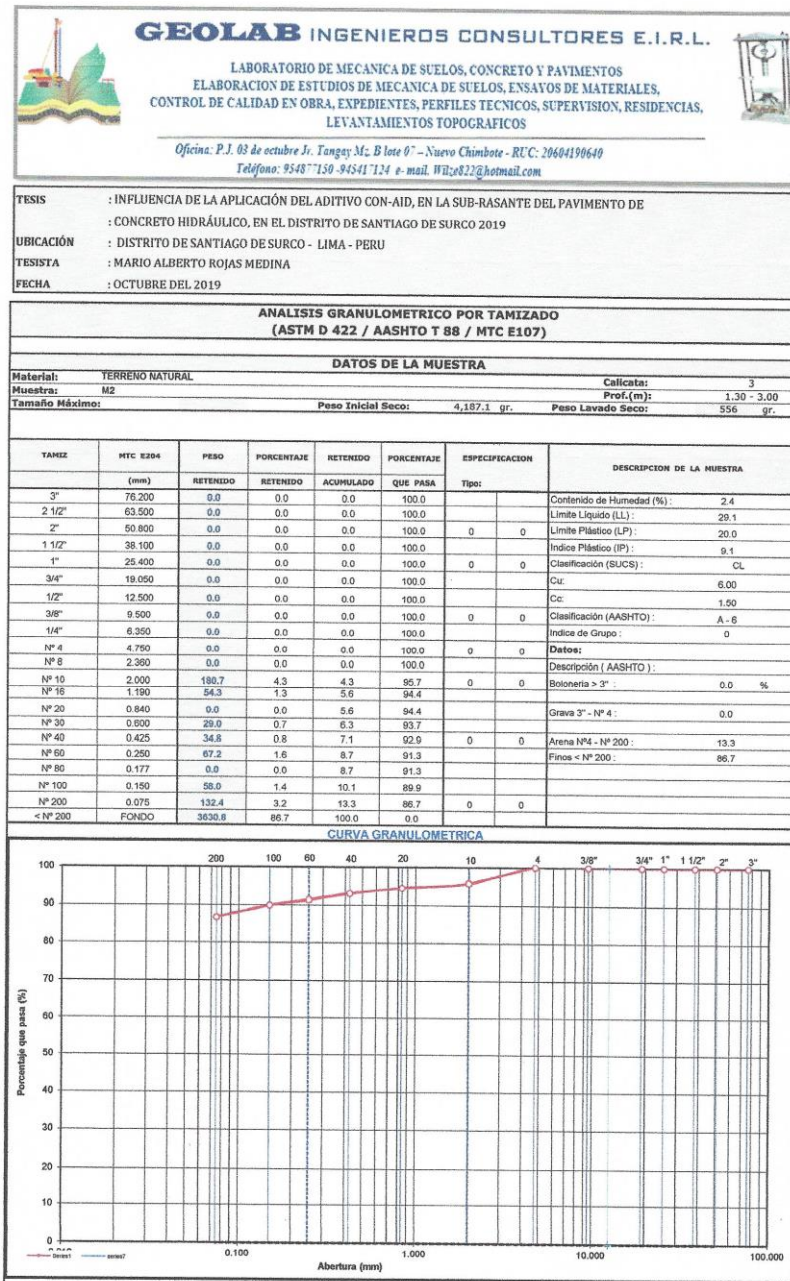 GEOLAB INGENIEROS CONSULTORES E.I.R.L.
LABORATORIO DE MECANICA DE SUELOS, CONCRETO Y PAVIMENTOS
ELABORACION DE ESTUDIOS DE MECANICA DE SUELOS, ENSAYOS DE MATERIALES,
CONTROL DE CALIDAD EN OBRA, EXPEDIENTES, PERFILES TECNICOS, SUPERVISION, RESIDENCIAS,
LEVANTAMIENTOS TOPOGRAFICOS
Oficina: P.J. 03 de octubre Jr. Tangay Mz. B lote 07 – Nuevo Chimbote - RUC: 20604190640
Teléfono: 954877150 -945417124 e- mail. Wilze822@hotmail.com
TESIS : INFLUENCIA DE LA APLICACIÓN DEL ADITIVO CON-AID, EN LA SUB-RASANTE DEL PAVIMENTO DE
: CONCRETO HIDRÁULICO, EN EL DISTRITO DE SANTIAGO DE SURCO 2019
UBICACIÓN : DISTRITO DE SANTIAGO DE SURCO - LIMA - PERU
TESISTA : MARIO ALBERTO ROJAS MEDINA
FECHA : OCTUBRE DEL 2019
ANALISIS GRANULOMETRICO POR TAMIZADO
(ASTM D 422 / AASHTO T 88 / MTC E107)
DATOS DE LA MUESTRA
Material: TERRENO NATURAL Calicata: 3
Muestra: M2 Prof.(m): 1.30 - 3.00
Tamaño Máximo: Peso Inicial Seco: 4,187.1 gr. Peso Lavado Seco: 556 gr.
TAMIZ MTC E204 PESO PORCENTAJE RETENIDO PORCENTAJE ESPECIFICACION DESCRIPCION DE LA MUESTRA
(mm) RETENIDO RETENIDO ACUMULADO QUE PASA Tipo:
3" 76.200 0.0 0.0 0.0 100.0 Contenido de Humedad (%) : 2.4
2 1/2" 63.500 0.0 0.0 0.0 100.0 Límite Líquido (LL) : 29.1
2" 50.800 0.0 0.0 0.0 100.0 0 0 Límite Plástico (LP) : 20.0
1 1/2" 38.100 0.0 0.0 0.0 100.0 Indice Plástico (IP) : 9.1
1" 25.400 0.0 0.0 0.0 100.0 0 0 Clasificación (SUCS) : CL
3/4" 19.050 0.0 0.0 0.0 100.0 Cu: 6.00
1/2" 12.500 0.0 0.0 0.0 100.0 Cc: 1.50
3/8" 9.500 0.0 0.0 0.0 100.0 0 0 Clasificación (AASHTO) : A - 6
1/4" 6.350 0.0 0.0 0.0 100.0 Indice de Grupo : 0
Nº 4 4.750 0.0 0.0 0.0 100.0 0 0 Datos:
Nº 8 2.360 0.0 0.0 0.0 100.0 Descripción ( AASHTO ) :
Nº 10 2.000 180.7 4.3 4.3 95.7 0 0 Boloneria > 3" : 0.0 %
Nº 16 1.190 54.3 1.3 5.6 94.4
Nº 20 0.840 0.0 0.0 5.6 94.4 Grava 3" - Nº 4 : 0.0
Nº 30 0.600 29.0 0.7 6.3 93.7
Nº 40 0.425 34.8 0.8 7.1 92.9 0 0 Arena Nº4 - Nº 200 : 13.3
Nº 60 0.250 67.2 1.6 8.7 91.3 Finos < Nº 200 : 86.7
Nº 80 0.177 0.0 0.0 8.7 91.3
Nº 100 0.150 58.0 1.4 10.1 89.9
Nº 200 0.075 132.4 3.2 13.3 86.7 0 0
< Nº 200 FONDO 3630.8 86.7 100.0 0.0
CURVA GRANULOMETRICA
200 100 60 40 20 10 4 3/8" 3/4" 1" 1 1/2" 2" 3"
100
90
80
70
60
50
40
30
20
10
0
Porcentaje que pasa (%)
0.100 1.000 10.000 100.000
Series1 series7
Abertura (mm)